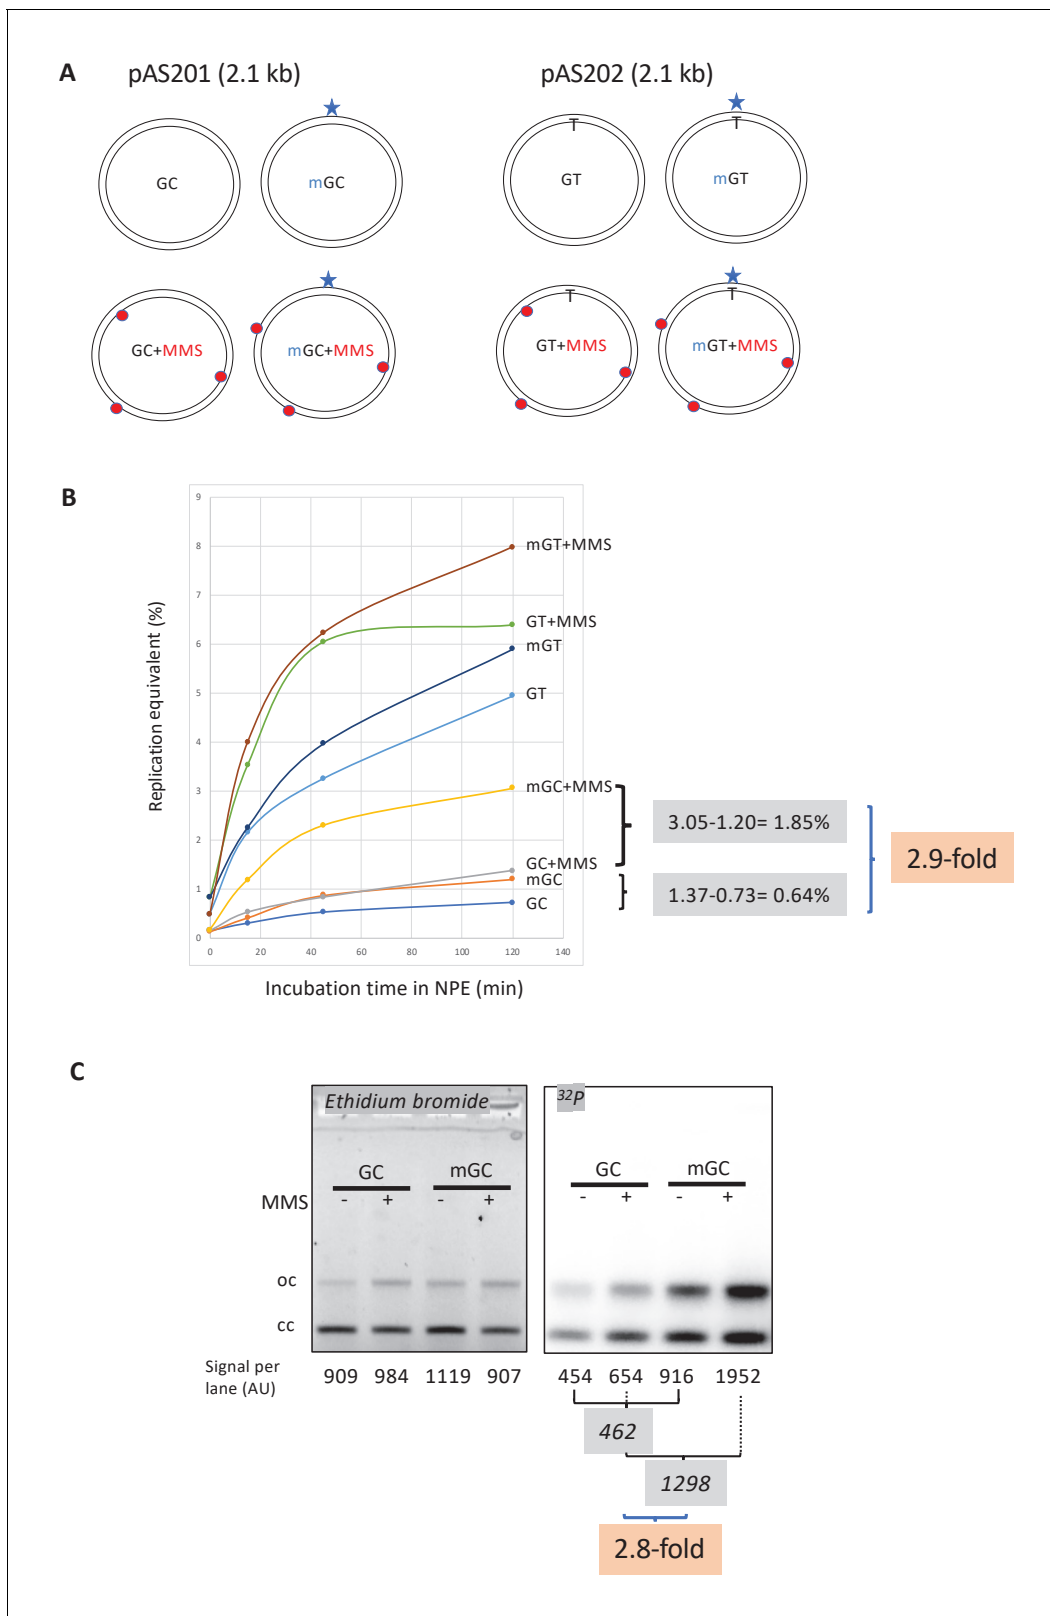 A
pAS201 (2.1 kb)
pAS202 (2.1 kb)
GC
mGC
T
GT
T
mGT
GC+MMS
mGC+MMS
T
GT+MMS
T
mGT+MMS
B
Replication equivalent (%)
9
8
7
6
5
4
3
2
1
0
0 20 40 60 80 100 120 140
Incubation time in NPE (min)
mGT+MMS
GT+MMS
mGT
GT
mGC+MMS
GC+MMS
mGC
GC
3.05-1.20= 1.85%
1.37-0.73= 0.64%
2.9-fold
C
Ethidium bromide
32P
GC mGC
GC mGC
MMS - + - +
- + - +
oc
cc
Signal per
lane (AU)
909 984 1119 907
454 654 916 1952
462
1298
2.8-fold